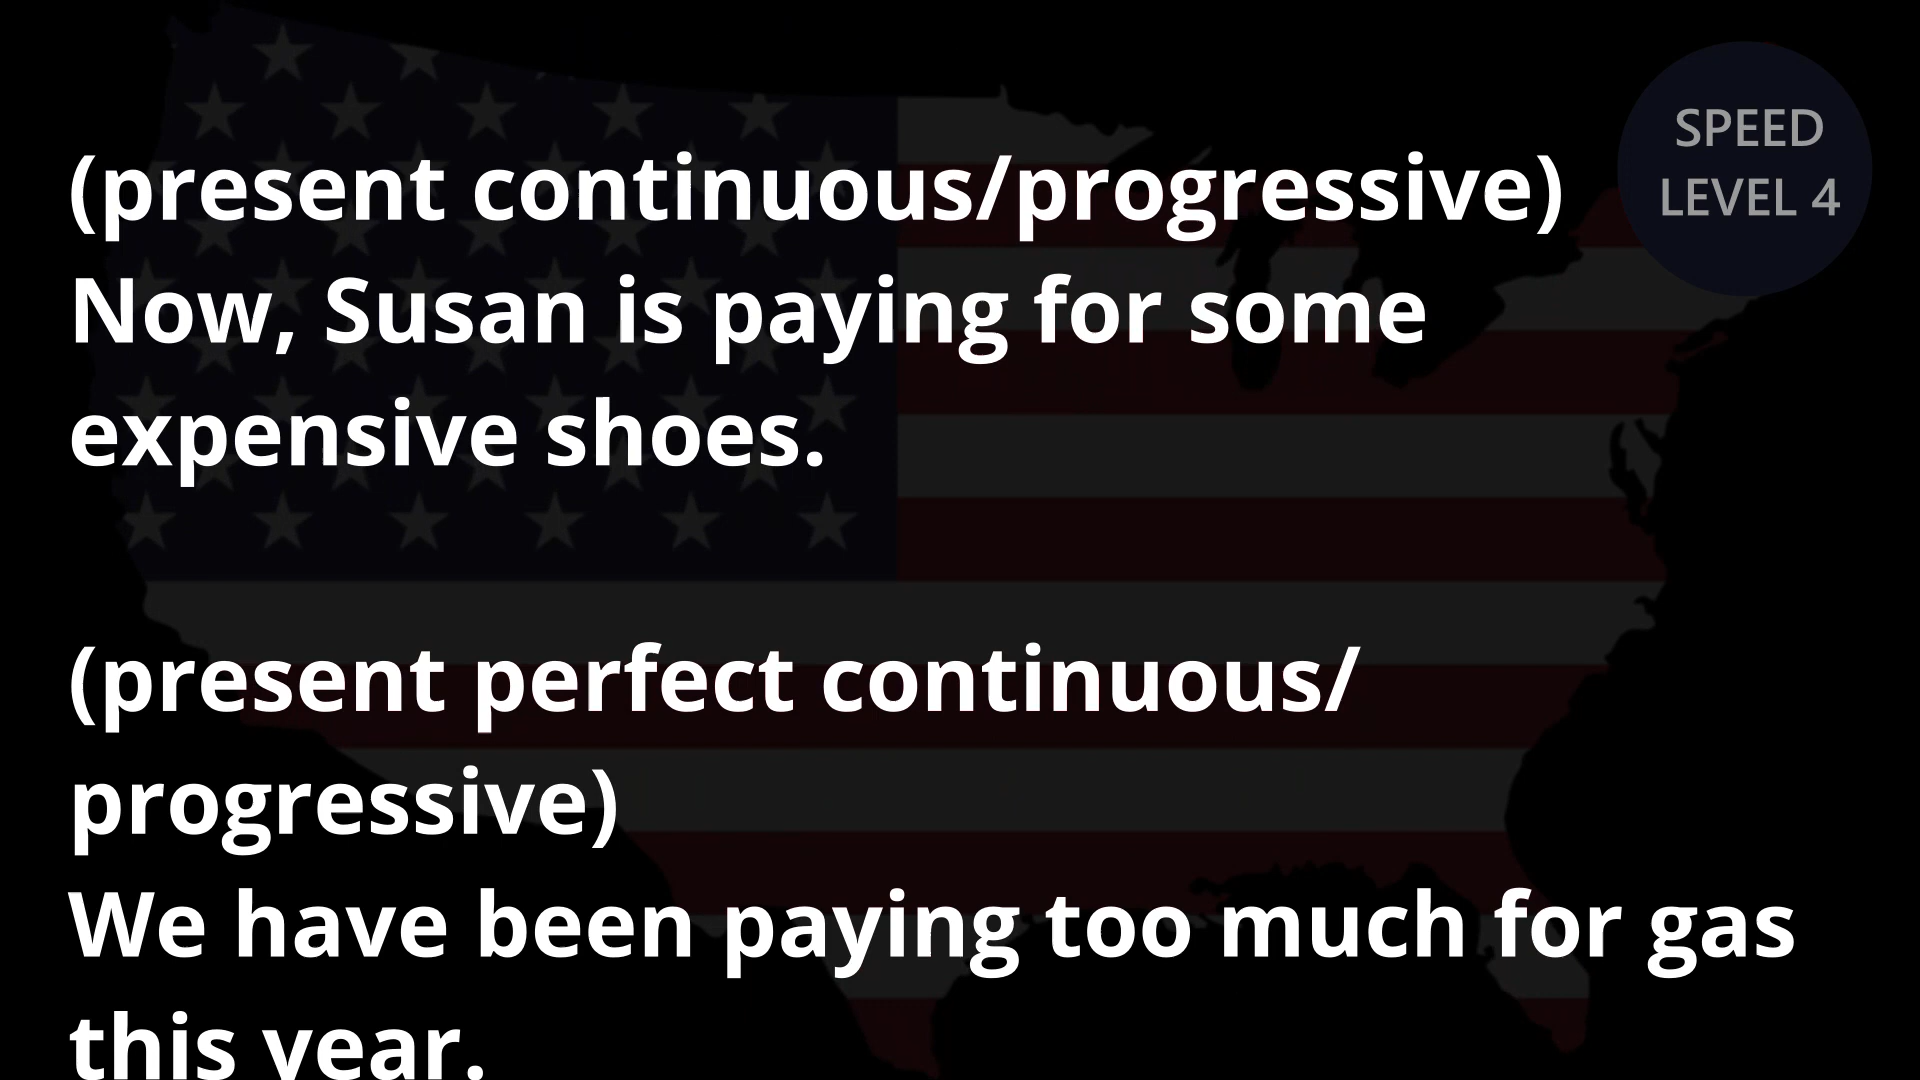 SPEED
LEVEL 4
(present continuous/progressive)
Now, Susan is paying for some
expensive shoes.
(present perfect continuous/
progressive)
We have been paying too much for gas
this year.